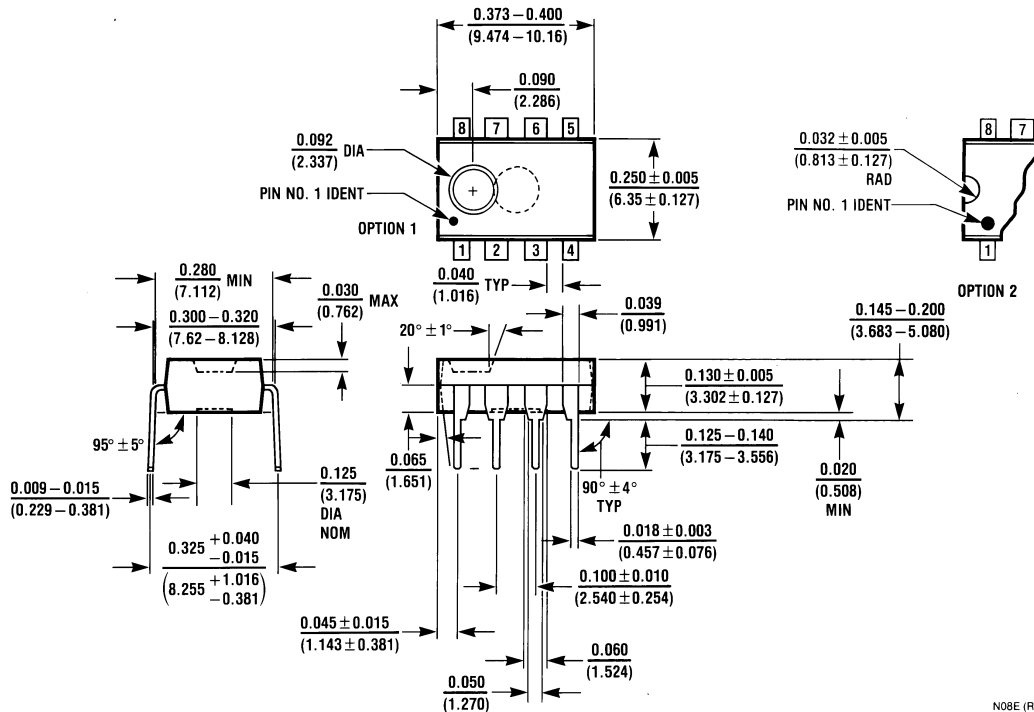 0.373 – 0.400
(9.474 – 10.16)
0.090
(2.286)
8 7 6 5
0.092 DIA
(2.337)
PIN NO. 1 IDENT
OPTION 1
1 2 3 4
0.250 ± 0.005
(6.35 ± 0.127)
8 7
0.032 ± 0.005
(0.813 ± 0.127)
RAD
PIN NO. 1 IDENT
1
OPTION 2
0.280 MIN
(7.112)
0.300 – 0.320
(7.62 – 8.128)
0.030 MAX
(0.762)
0.040 TYP
(1.016)
0.039
(0.991)
20° ± 1°
0.145 – 0.200
(3.683 – 5.080)
0.130 ± 0.005
(3.302 ± 0.127)
95° ± 5°
0.065
(1.651)
0.125 – 0.140
(3.175 – 3.556)
0.020
(0.508)
MIN
90° ± 4°
TYP
0.009 – 0.015
(0.229 – 0.381)
0.125
(3.175)
DIA
NOM
0.018 ± 0.003
(0.457 ± 0.076)
0.325 +0.040
−0.015
(8.255 +1.016
−0.381)
0.100 ± 0.010
(2.540 ± 0.254)
0.045 ± 0.015
(1.143 ± 0.381)
0.060
(1.524)
0.050
(1.270)
N08E (R